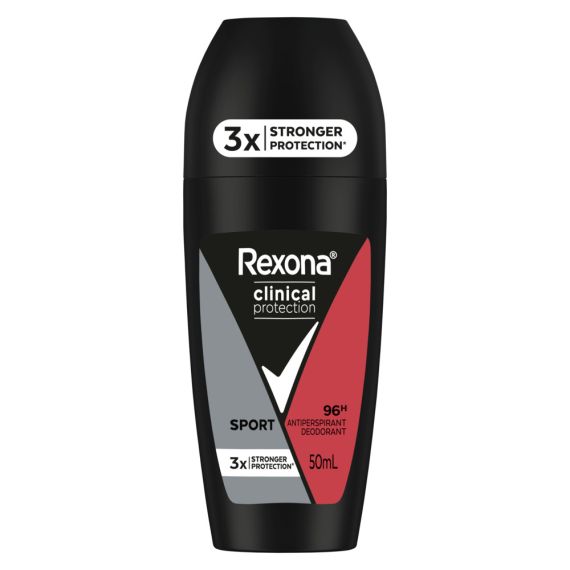 3x STRONGER
PROTECTION*
Rexona®
clinical
protection
SPORT
96H
ANTIPERSPIRANT
DEODORANT
3x STRONGER
PROTECTION*
50mL